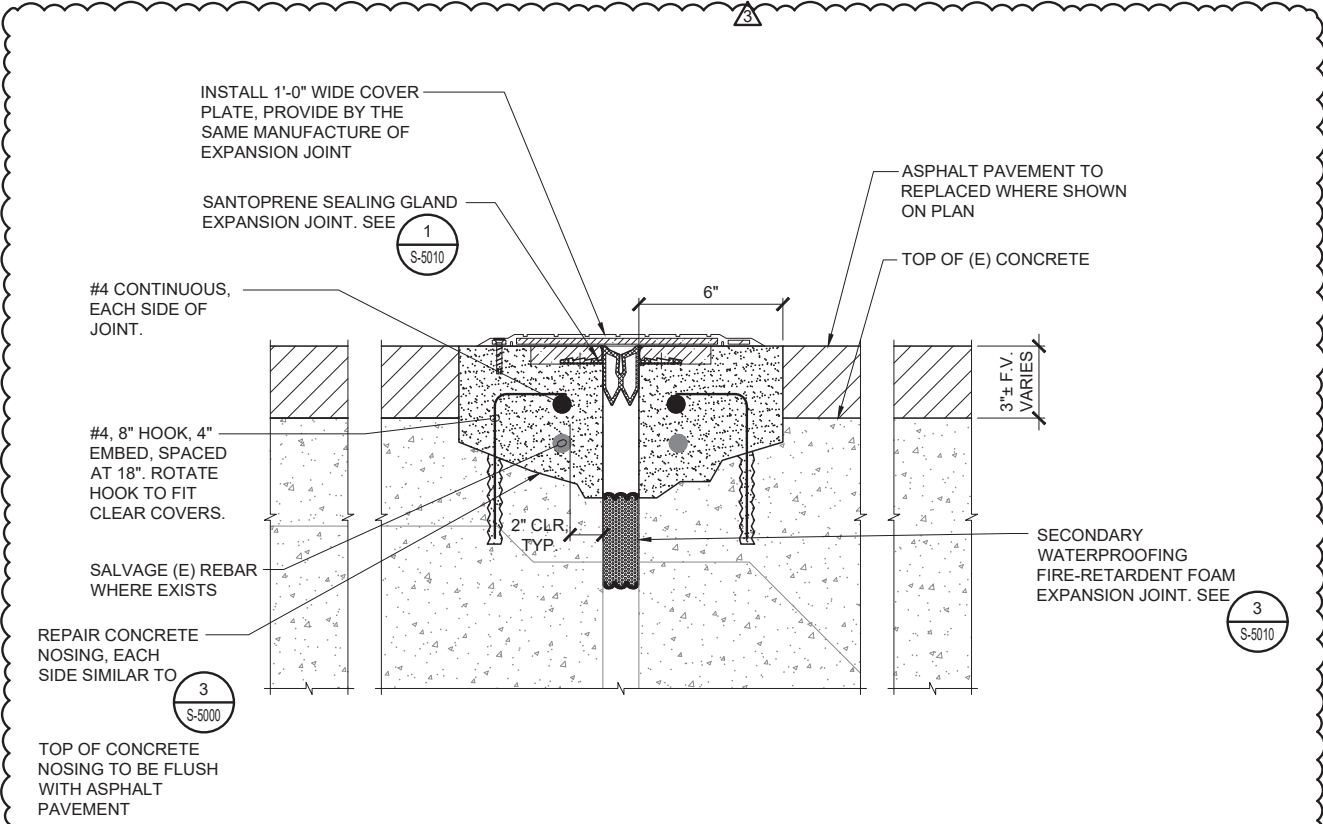 3
INSTALL 1'-0" WIDE COVER
PLATE, PROVIDE BY THE
SAME MANUFACTURE OF
EXPANSION JOINT
SANTOPRENE SEALING GLAND
EXPANSION JOINT. SEE
1
S-5010
#4 CONTINUOUS,
EACH SIDE OF
JOINT.
#4, 8" HOOK, 4"
EMBED, SPACED
AT 18". ROTATE
HOOK TO FIT
CLEAR COVERS.
SALVAGE (E) REBAR
WHERE EXISTS
REPAIR CONCRETE
NOSING, EACH
SIDE SIMILAR TO
3
S-5000
TOP OF CONCRETE
NOSING TO BE FLUSH
WITH ASPHALT
PAVEMENT
6"
2" CLR.
TYP.
ASPHALT PAVEMENT TO
REPLACED WHERE SHOWN
ON PLAN
TOP OF (E) CONCRETE
3"± F.V.
VARIES
SECONDARY
WATERPROOFING
FIRE-RETARDENT FOAM
EXPANSION JOINT. SEE
3
S-5010